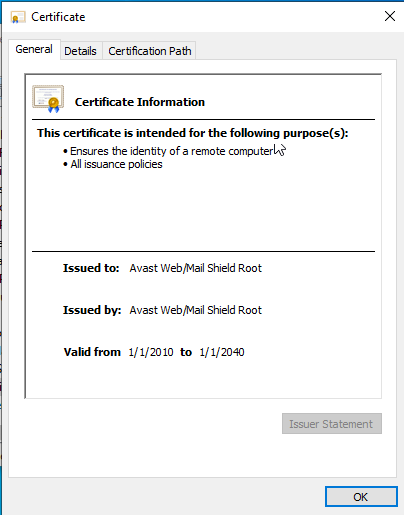 Certificate
General Details Certification Path
Certificate Information
This certificate is intended for the following purpose(s):
• Ensures the identity of a remote computer
• All issuance policies
Issued to: Avast Web/Mail Shield Root
Issued by: Avast Web/Mail Shield Root
Valid from 1/1/2010 to 1/1/2040
Issuer Statement
OK